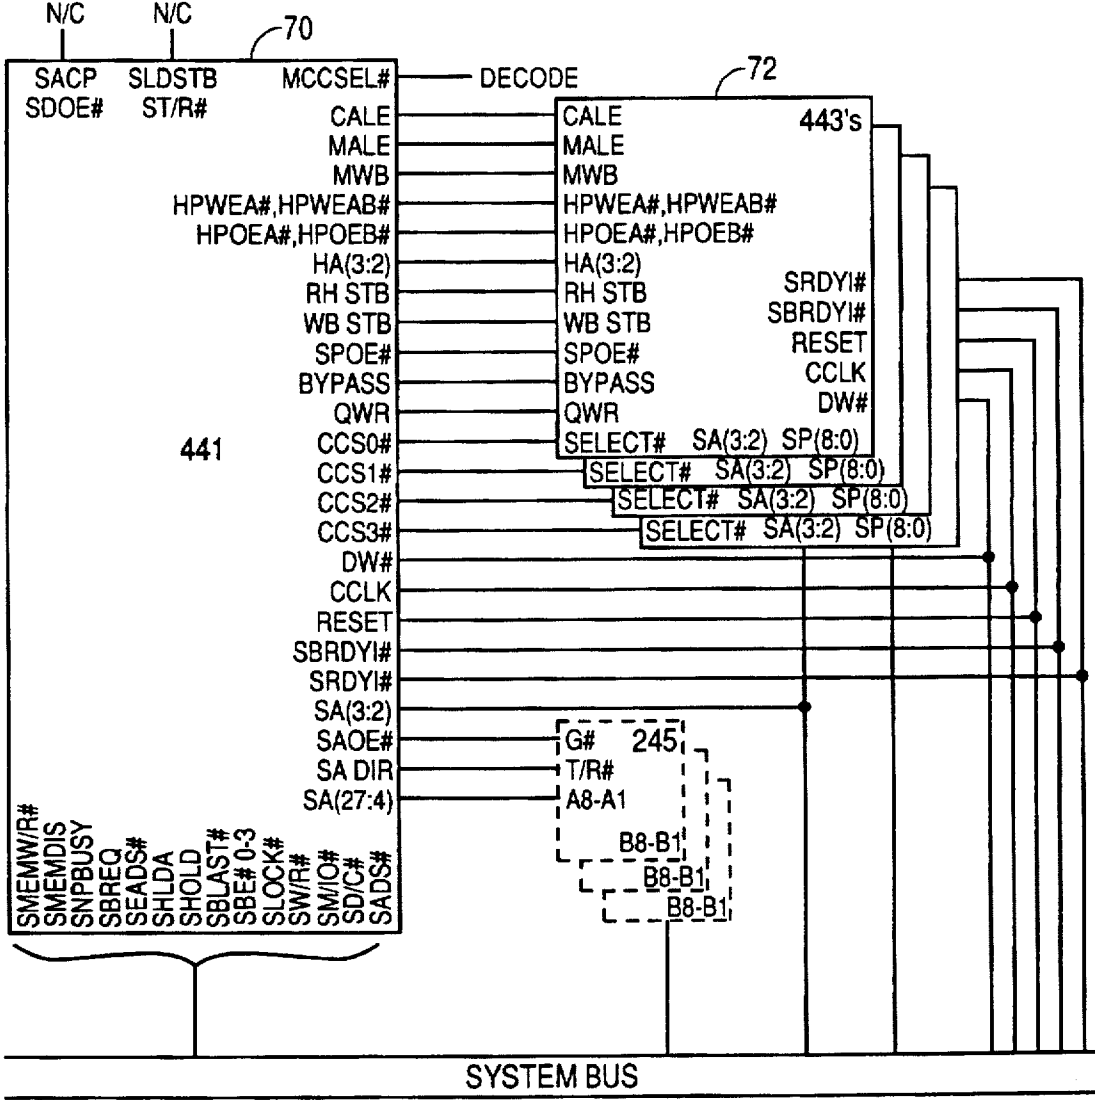 N/C N/C 70
SACP SLDSTB MCCSEL# DECODE
SDOE# ST/R#
72
443's
CALE CALE
MALE MALE
MWB MWB
HPWEA#,HPWEAB# HPWEA#,HPWEAB#
HPOEA#,HPOEB# HPOEA#,HPOEB#
HA(3:2) HA(3:2)
RH STB RH STB SRDYI#
WB STB WB STB SBRDYI#
SPOE# SPOE# RESET
BYPASS BYPASS CCLK
QWR QWR DW#
441
CCS0# SELECT# SA(3:2) SP(8:0)
CCS1# SELECT# SA(3:2) SP(8:0)
CCS2# SELECT# SA(3:2) SP(8:0)
CCS3# SELECT# SA(3:2) SP(8:0)
DW#
CCLK
RESET
SBRDYI#
SRDYI#
SA(3:2)
SAOE# G# 245
SA DIR T/R#
SA(27:4) A8-A1
B8-B1
B8-B1
B8-B1
SMEMW/R#
SMEMDIS
SNPBUSY
SBREQ
SEADS#
SHLDA
SHOLD
SBLAST#
SBE# 0-3
SLOCK#
SW/R#
SM/IO#
SD/C#
SADS#
SYSTEM BUS